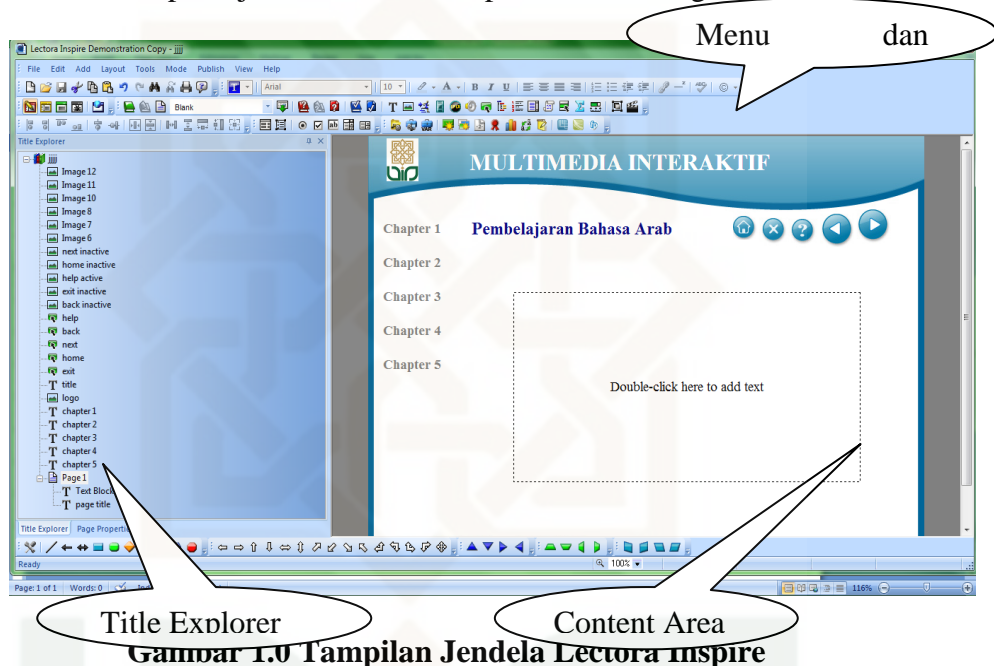 Menu dan
Lectora Inspire Demonstration Copy - jjj
File Edit Add Layout Tools Mode Publish View Help
Arial 10
Blank
Title Explorer
jjj
Image 12
Image 11
Image 10
Image 8
Image 7
Image 6
next inactive
home inactive
help active
exit inactive
back inactive
help
back
next
home
exit
title
logo
chapter 1
chapter 2
chapter 3
chapter 4
chapter 5
Page 1
Text Block
page title
Title Explorer Page Properti
MULTIMEDIA INTERAKTIF
Pembelajaran Bahasa Arab
Chapter 1
Chapter 2
Chapter 3
Chapter 4
Chapter 5
Double-click here to add text
Ready
100%
Page: 1 of 1 Words: 0
116%
Title Explorer
Content Area
Gambar 1.0 Tampilan Jendela Lectora Inspire